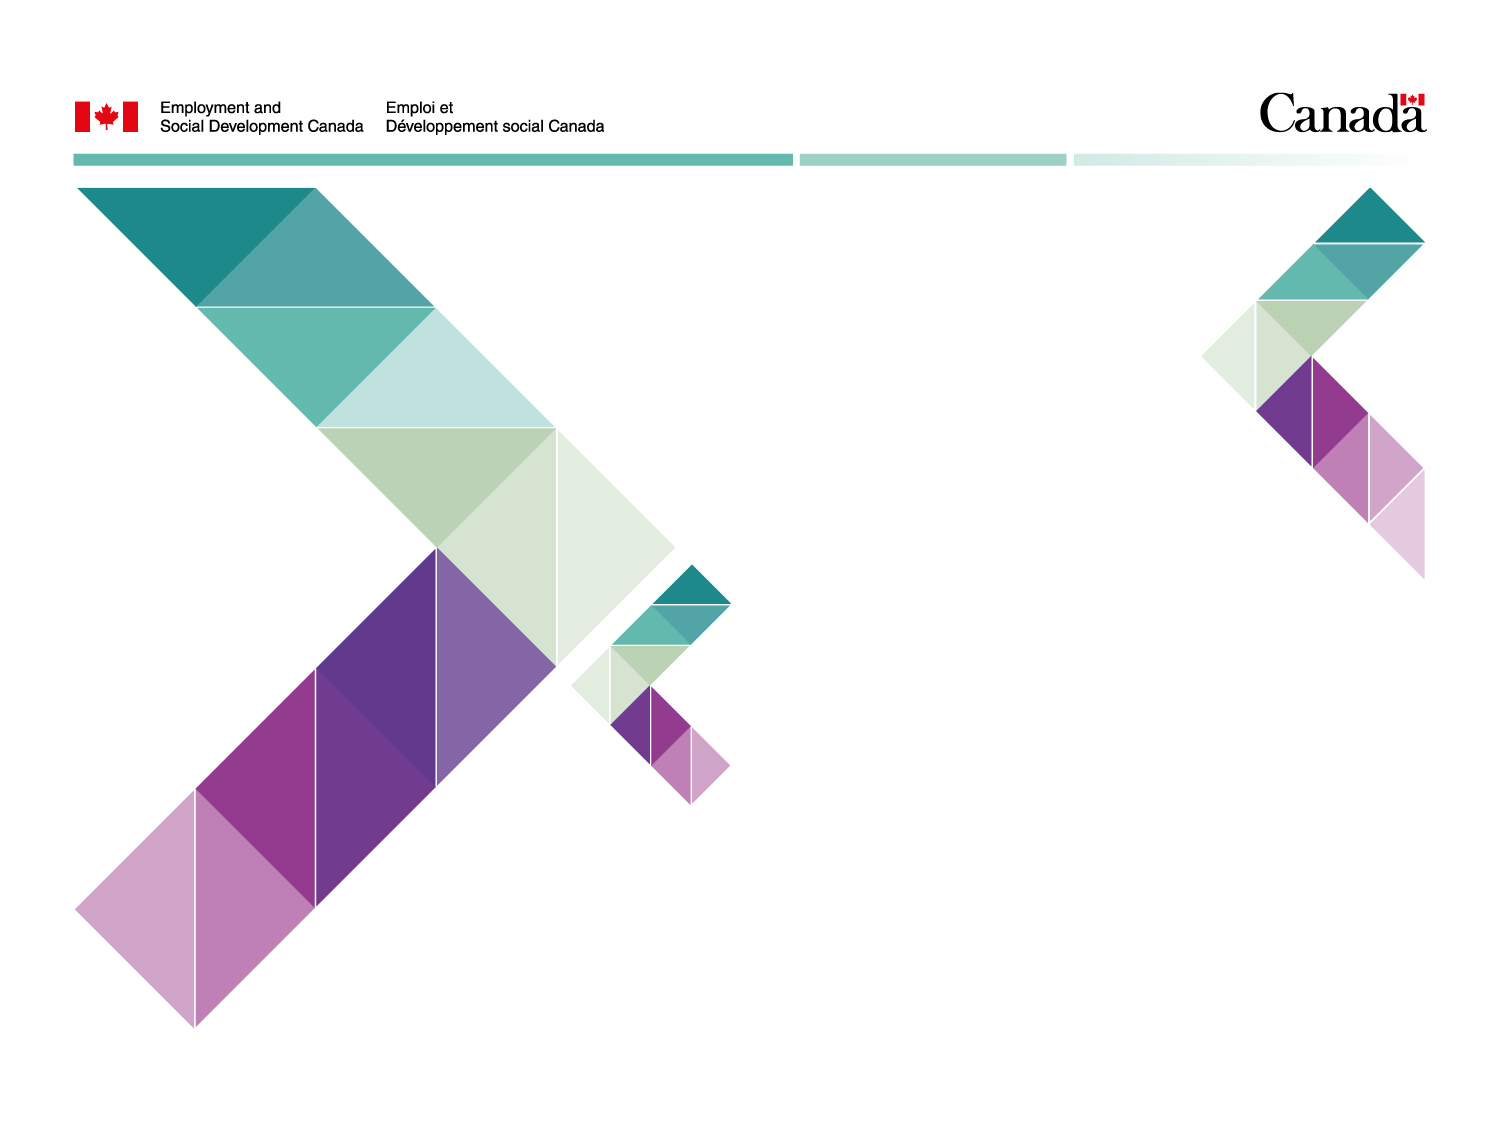 Employment and
Social Development Canada
Emploi et
Développement social Canada
Canada